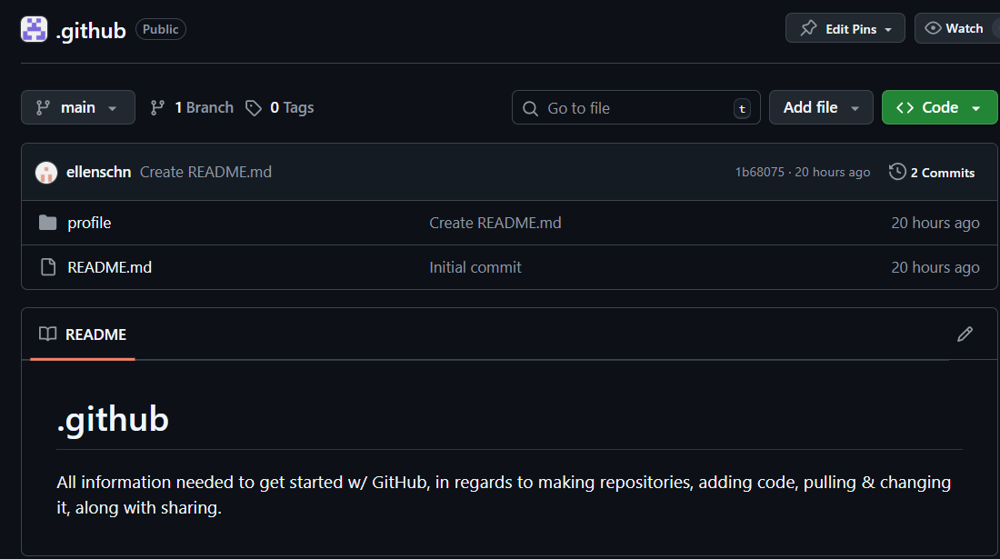 .github Public Edit Pins Watch
main 1 Branch 0 Tags Go to file t Add file Code
ellenschn Create README.md 1b68075 · 20 hours ago 2 Commits
profile Create README.md 20 hours ago
README.md Initial commit 20 hours ago
README
.github
All information needed to get started w/ GitHub, in regards to making repositories, adding code, pulling & changing
it, along with sharing.